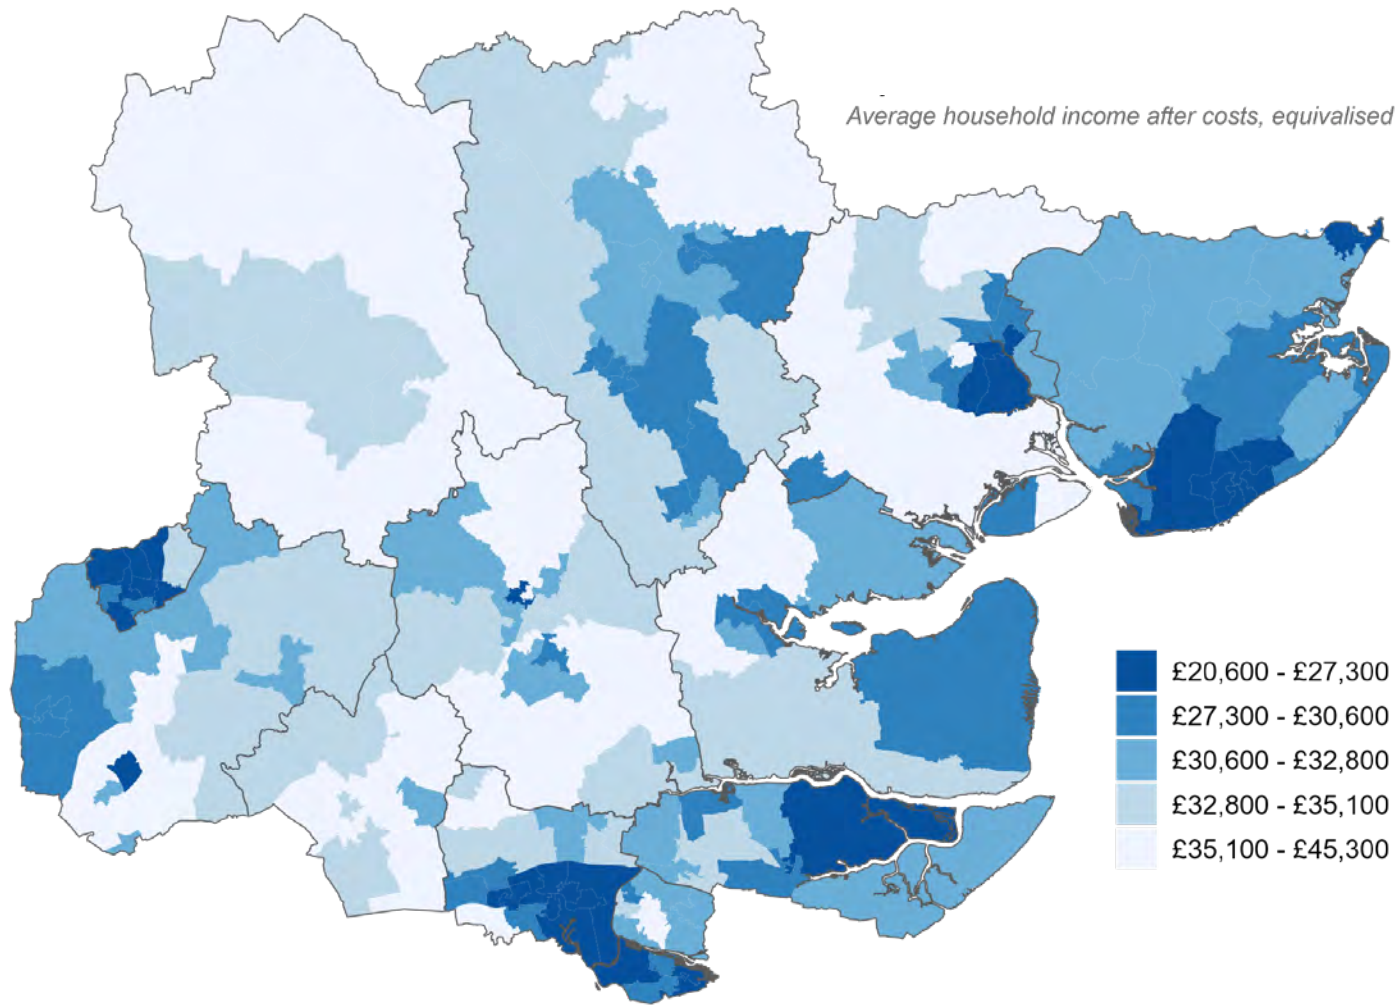 Average household income after costs, equivalised
£20,600 - £27,300
£27,300 - £30,600
£30,600 - £32,800
£32,800 - £35,100
£35,100 - £45,300